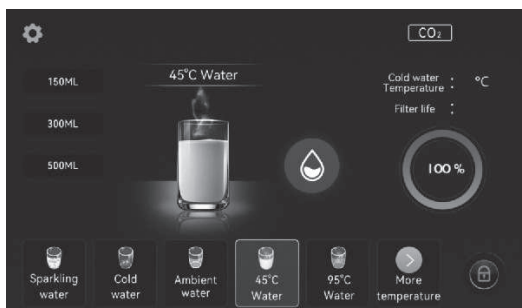 CO₂
150ML
45°C Water
Cold water
Temperature :
°C
300ML
Filter life :
500ML
100 %
Sparkling
water
Cold
water
Ambient
water
45°C
Water
95°C
Water
More
temperature